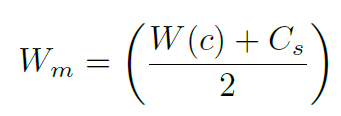 $W_m = \left( \frac{W(c) + C_s}{2} \right)$